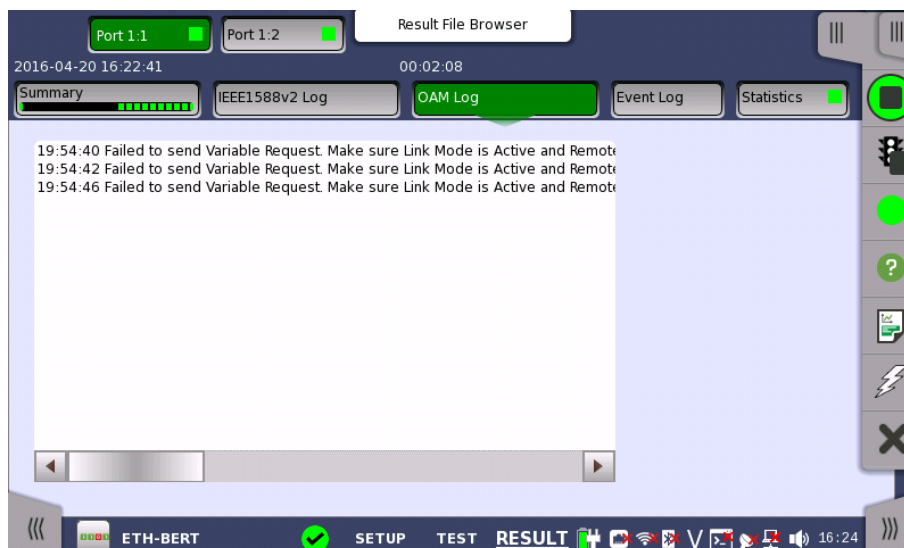 Result File Browser
Port 1:1
Port 1:2
2016-04-20 16:22:41
00:02:08
Summary
IEEE1588v2 Log
OAM Log
Event Log
Statistics
19:54:40 Failed to send Variable Request. Make sure Link Mode is Active and Remote
19:54:42 Failed to send Variable Request. Make sure Link Mode is Active and Remote
19:54:46 Failed to send Variable Request. Make sure Link Mode is Active and Remote
ETH-BERT
SETUP
TEST
RESULT
16:24